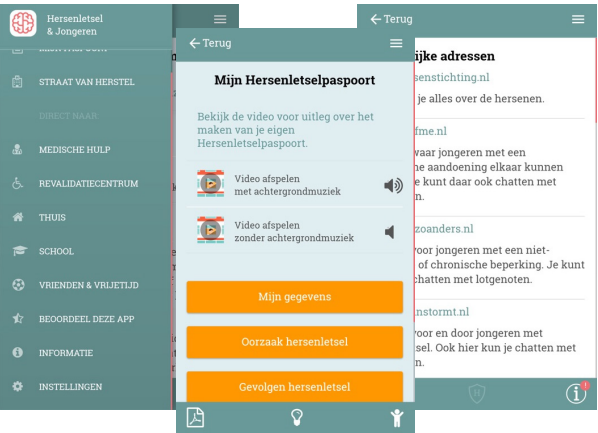 Hersenletsel
& Jongeren
STRAAT VAN HERSTEL
DIRECT NAAR
MEDISCHE HULP
REVALIDATIECENTRUM
THUIS
SCHOOL
VRIENDEN & VRIJETIJD
BEOORDEEL DEZE APP
INFORMATIE
INSTELLINGEN
Terug
Mijn Hersenletselpaspoort
Bekijk de video voor uitleg over het
maken van je eigen
Hersenletselpaspoort.
Video afspelen
met achtergrondmuziek
Video afspelen
zonder achtergrondmuziek
Mijn gegevens
Oorzaak hersenletsel
Gevolgen hersenletsel
Terug
ijke adressen
senstichting.nl
je alles over de hersenen.
fme.nl
waar jongeren met een
ne aandoening elkaar kunnen
e kunt daar ook chatten met
n.
zoanders.nl
voor jongeren met een niet-
of chronische beperking. Je kunt
chatten met lotgenoten.
nstormt.nl
voor en door jongeren met
sel. Ook hier kun je chatten met
n.